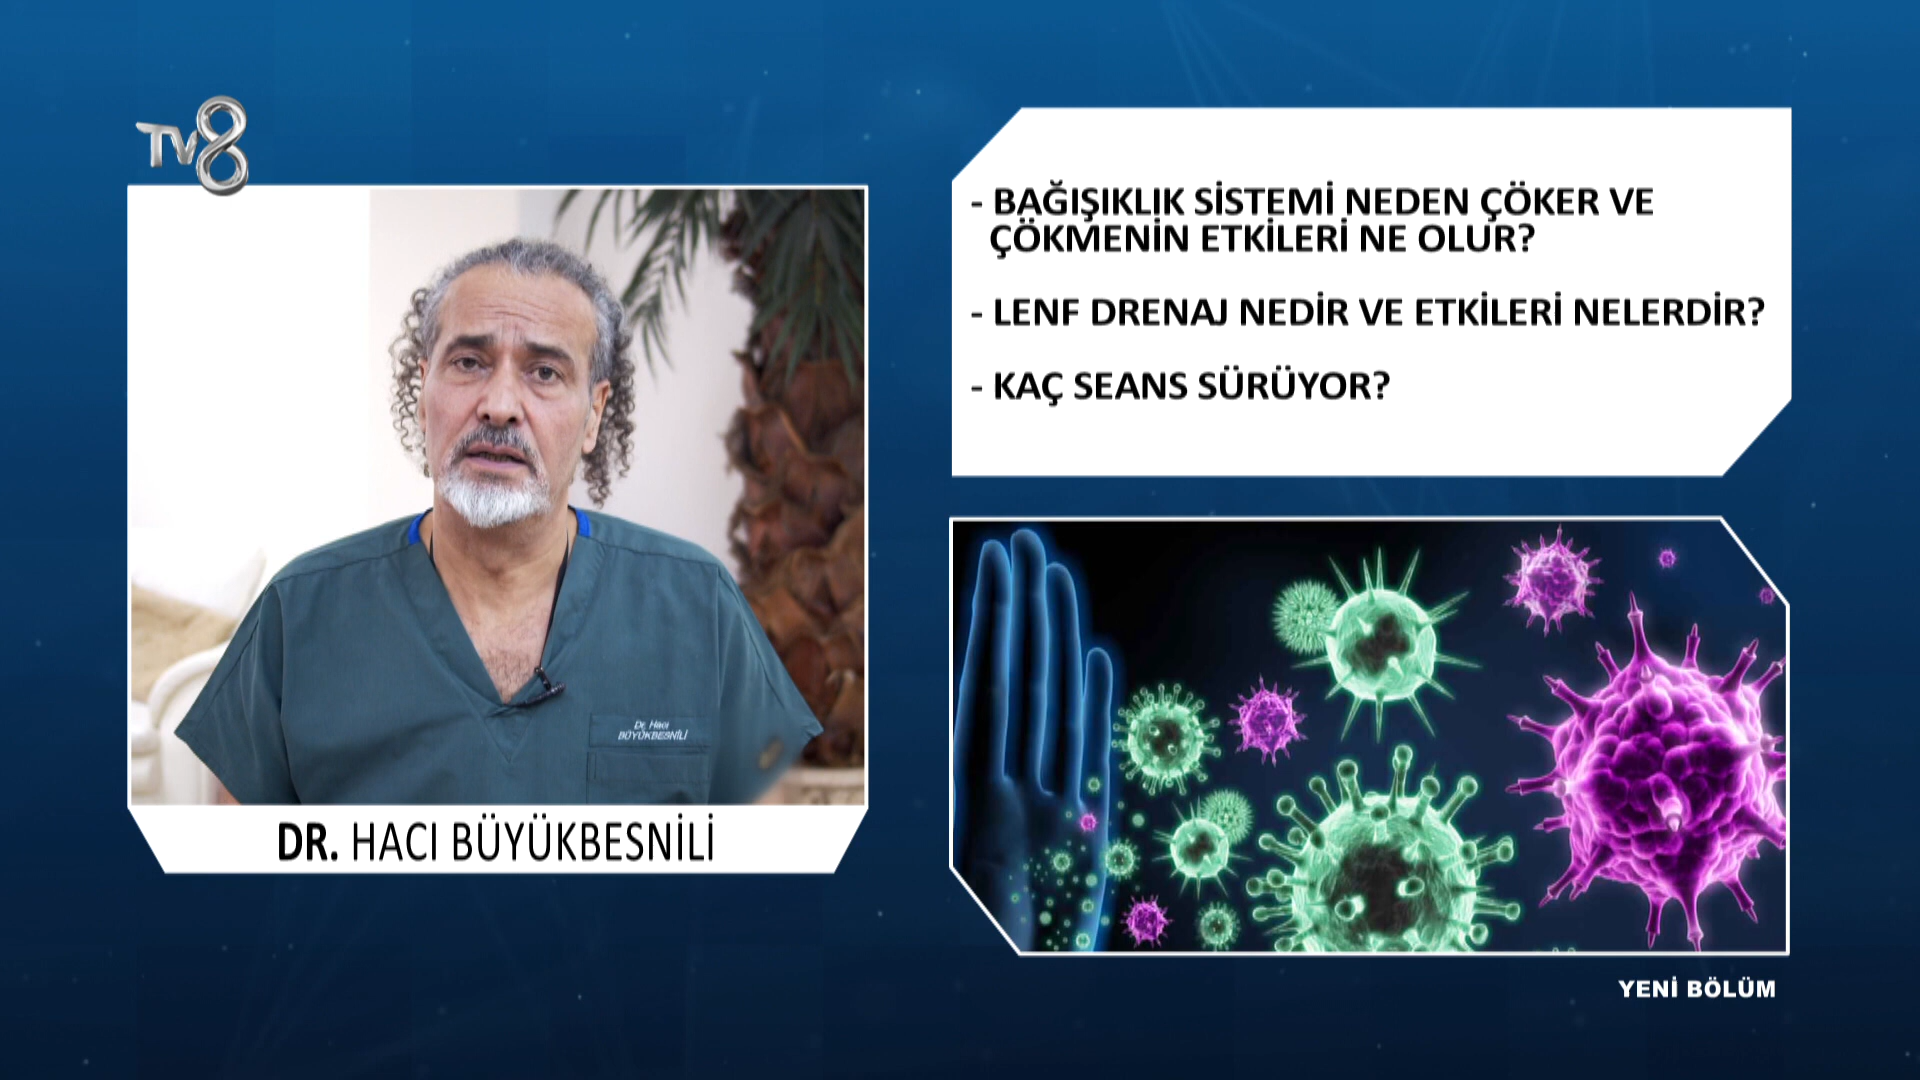 TV8
- BAĞIŞIKLIK SİSTEMİ NEDEN ÇÖKER VE
ÇÖKMENİN ETKİLERİ NE OLUR?
- LENF DRENAJ NEDİR VE ETKİLERİ NELERDİR?
- KAÇ SEANS SÜRÜYOR?
Dr. Hacı
BÜYÜKBESNİLİ
DR. HACI BÜYÜKBESNİLİ
YENİ BÖLÜM